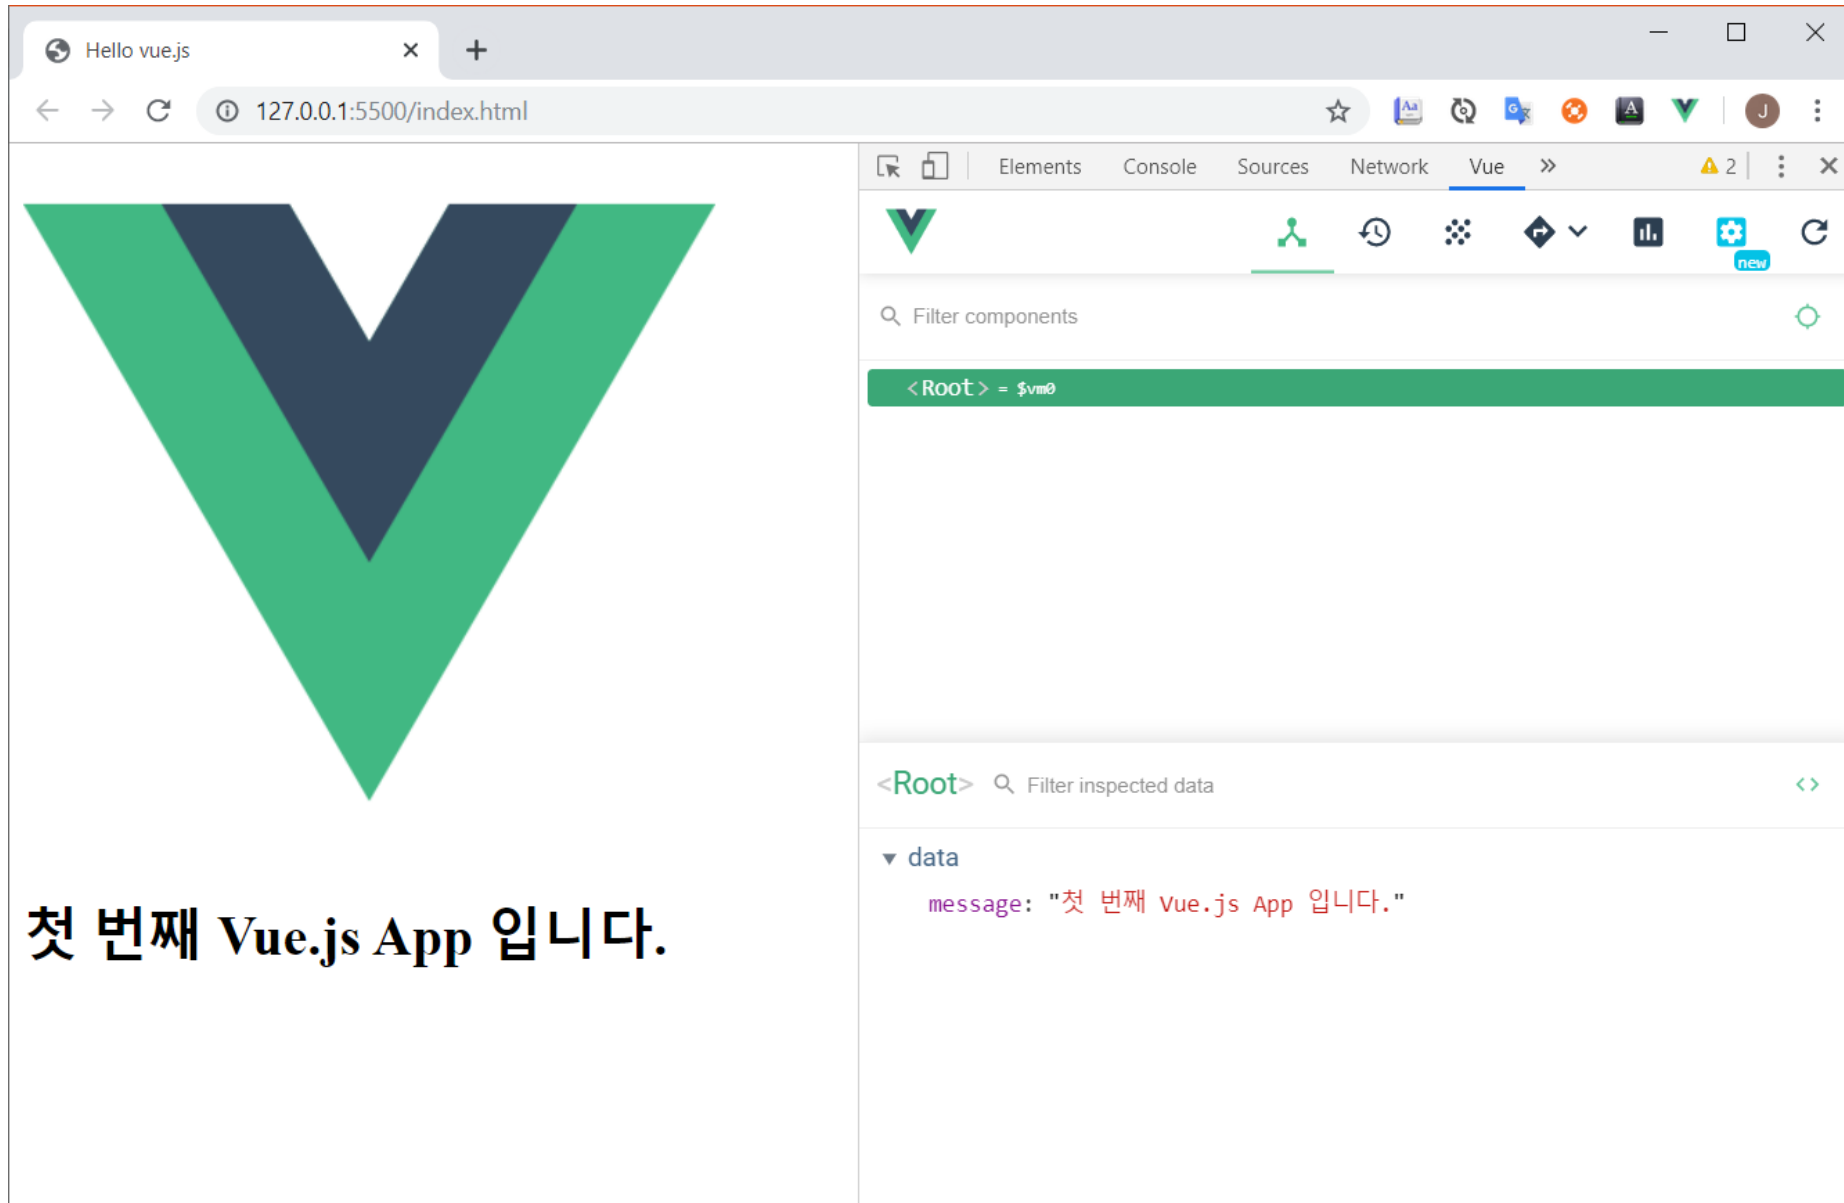 Hello vue.js
127.0.0.1:5500/index.html
J
Elements Console Sources Network Vue 2
new
Filter components
<Root> = $vm0
<Root> Filter inspected data
data
message: "첫 번째 Vue.js App 입니다."
첫 번째 Vue.js App 입니다.